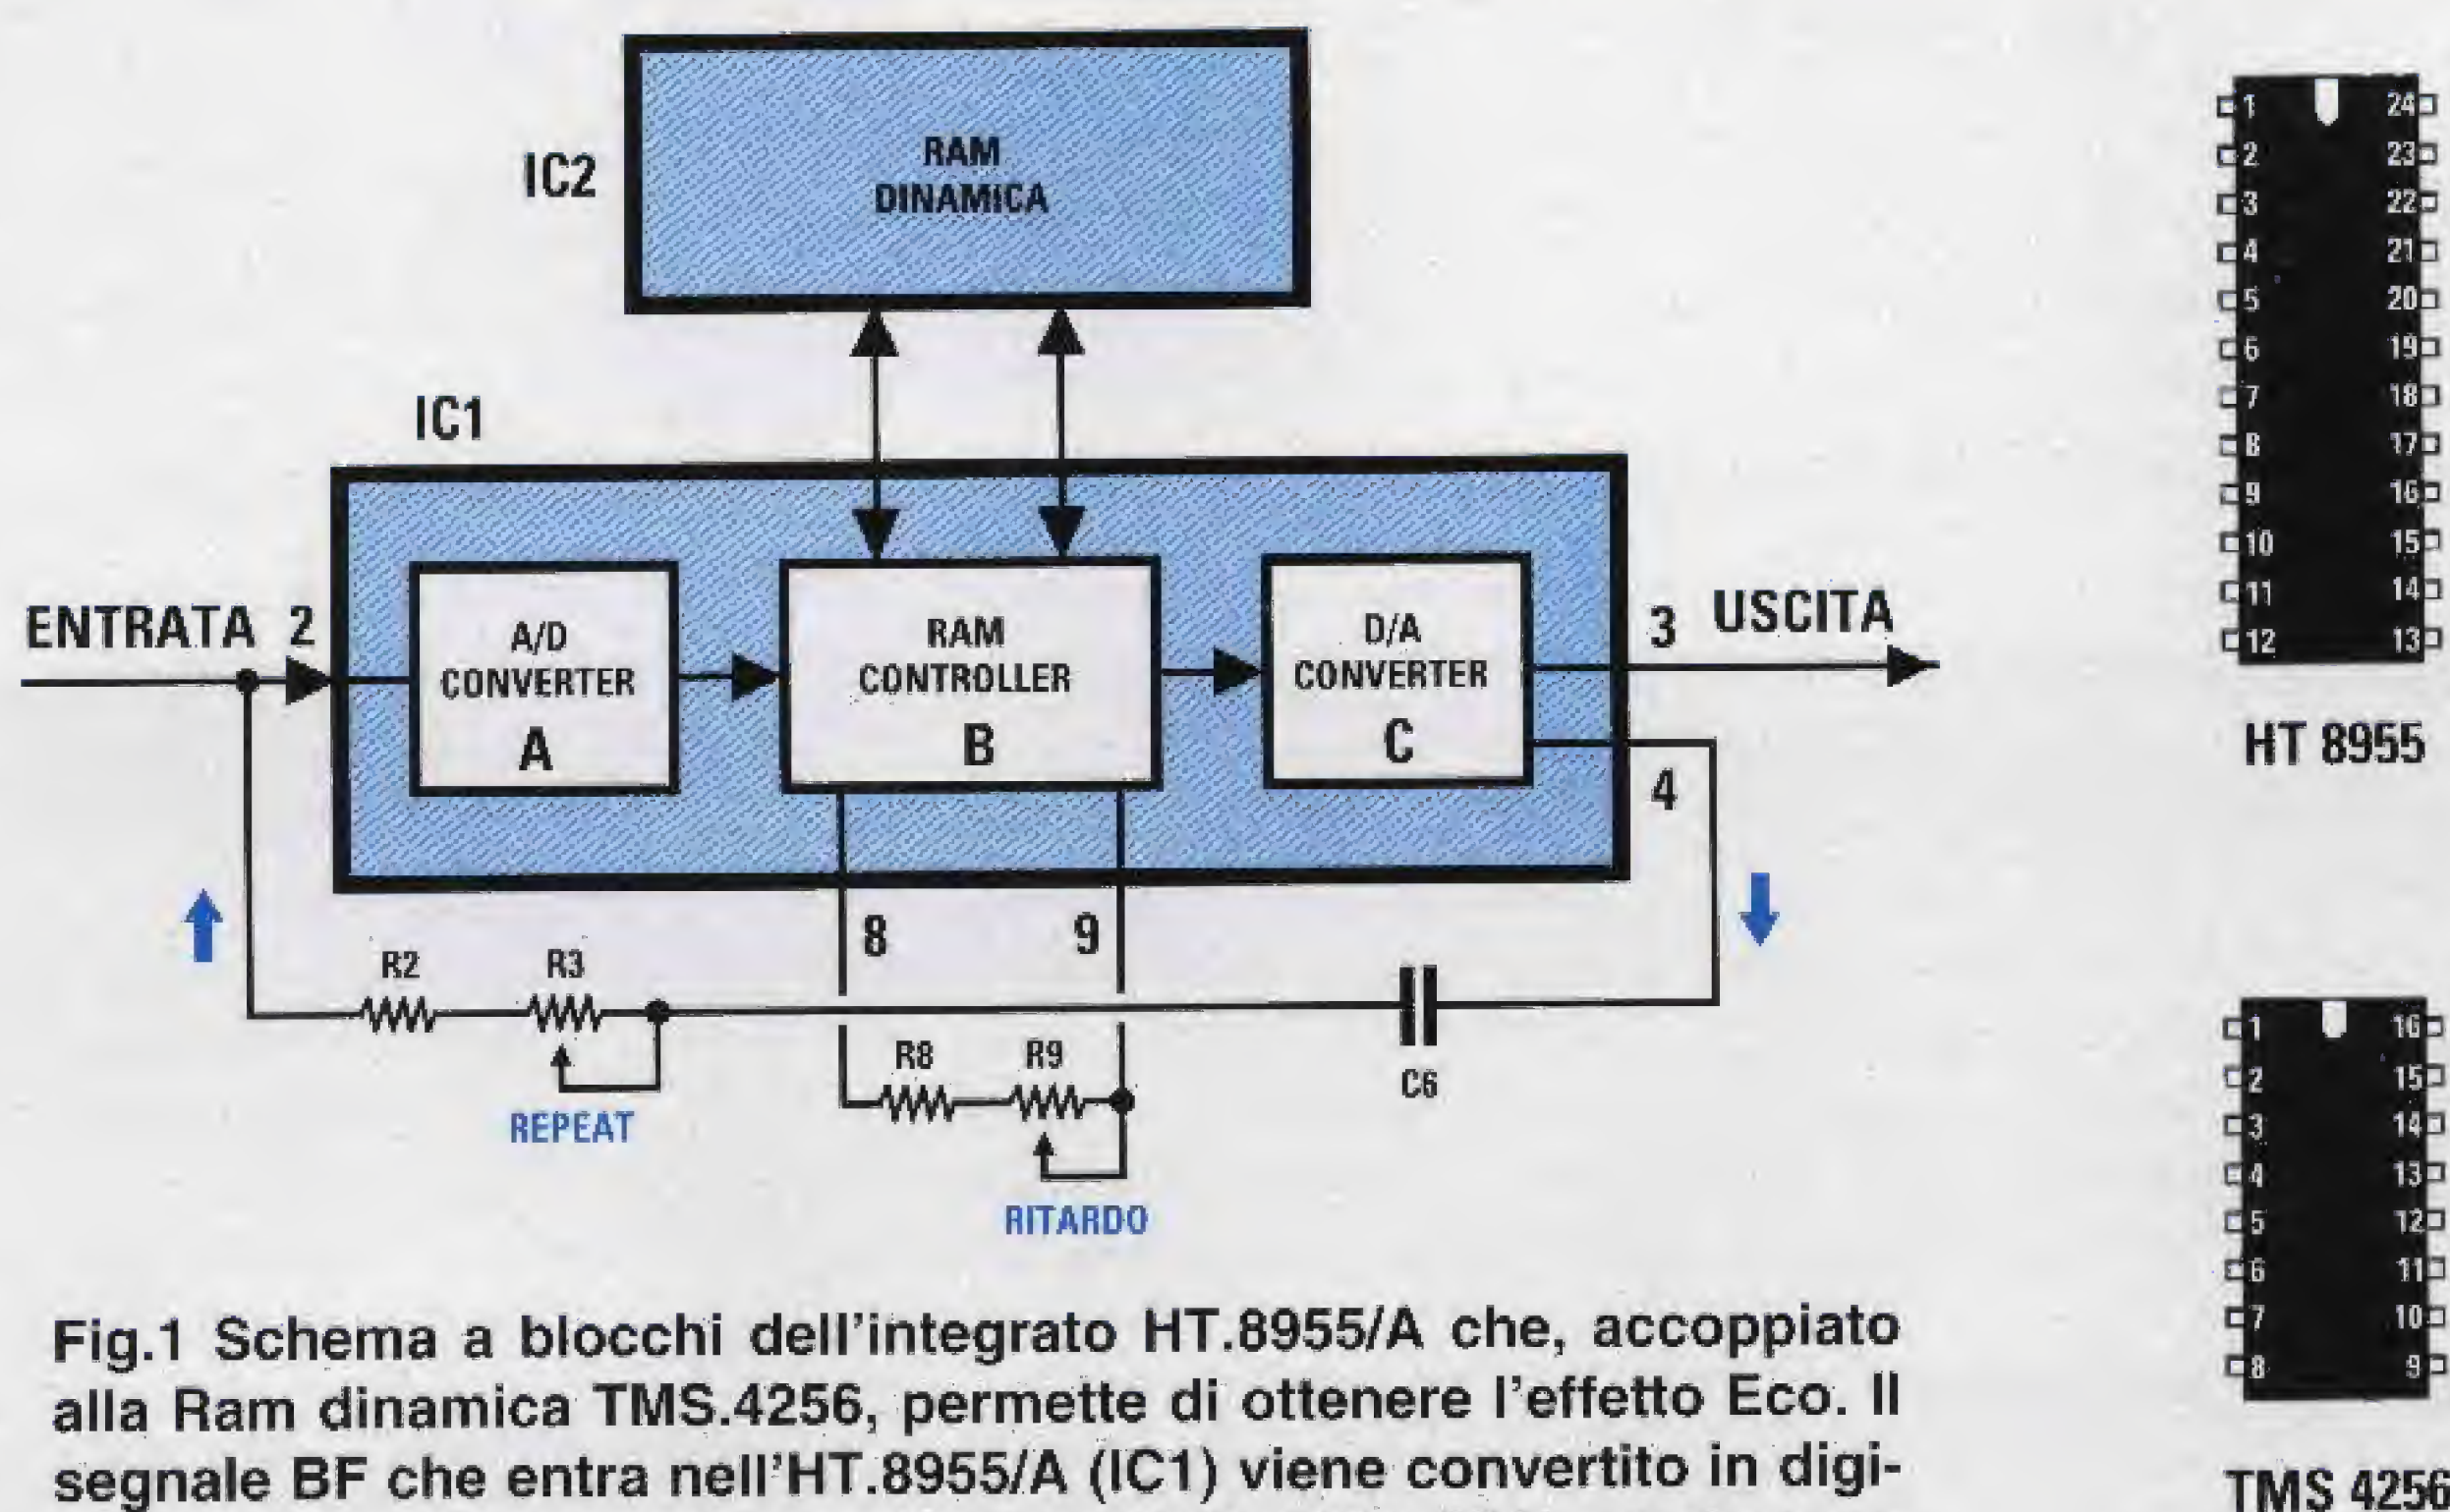 RAM
DINAMICA
IC2
IC1
ENTRATA 2
A/D
CONVERTER
A
RAM
CONTROLLER
B
D/A
CONVERTER
C
3 USCITA
4
8
9
R2
R3
REPEAT
R8
R9
RITARDO
C6
1 24
2 23
3 22
4 21
5 20
6 19
7 18
8 17
9 16
10 15
11 14
12 13
HT 8955
1 16
2 15
3 14
4 13
5 12
6 11
7 10
8 9
TMS 4256
Fig.1 Schema a blocchi dell'integrato HT.8955/A che, accoppiato
alla Ram dinamica TMS.4256, permette di ottenere l'effetto Eco. Il
segnale BF che entra nell'HT.8955/A (IC1) viene convertito in digi-